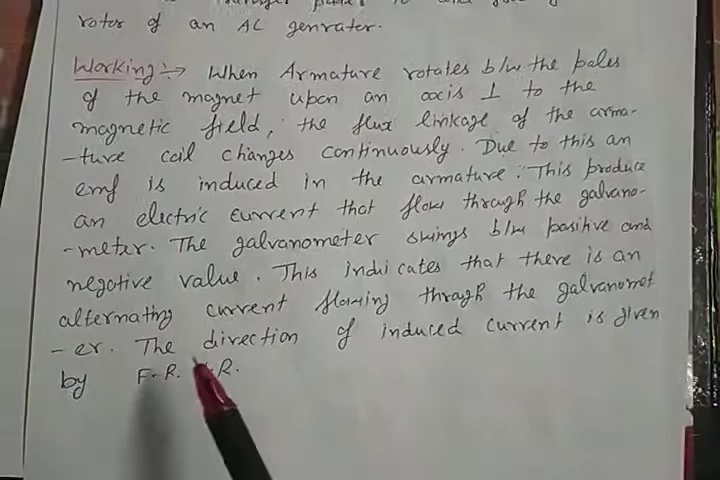 rotor of an AC genrator.
Working:→ When Armature rotates b/w the poles
of the magnet upon an axis ⊥ to the
magnetic field, the flux linkage of the arma-
-ture coil changes continuously. Due to this an
emf is induced in the armature. This produce
an electric current that flows through the galvano-
-meter. The galvanometer swings b/w positive and
negative value. This indicates that there is an
alternating current flowing through the galvanomet
-er. The direction of induced current is given
by F.R. R.